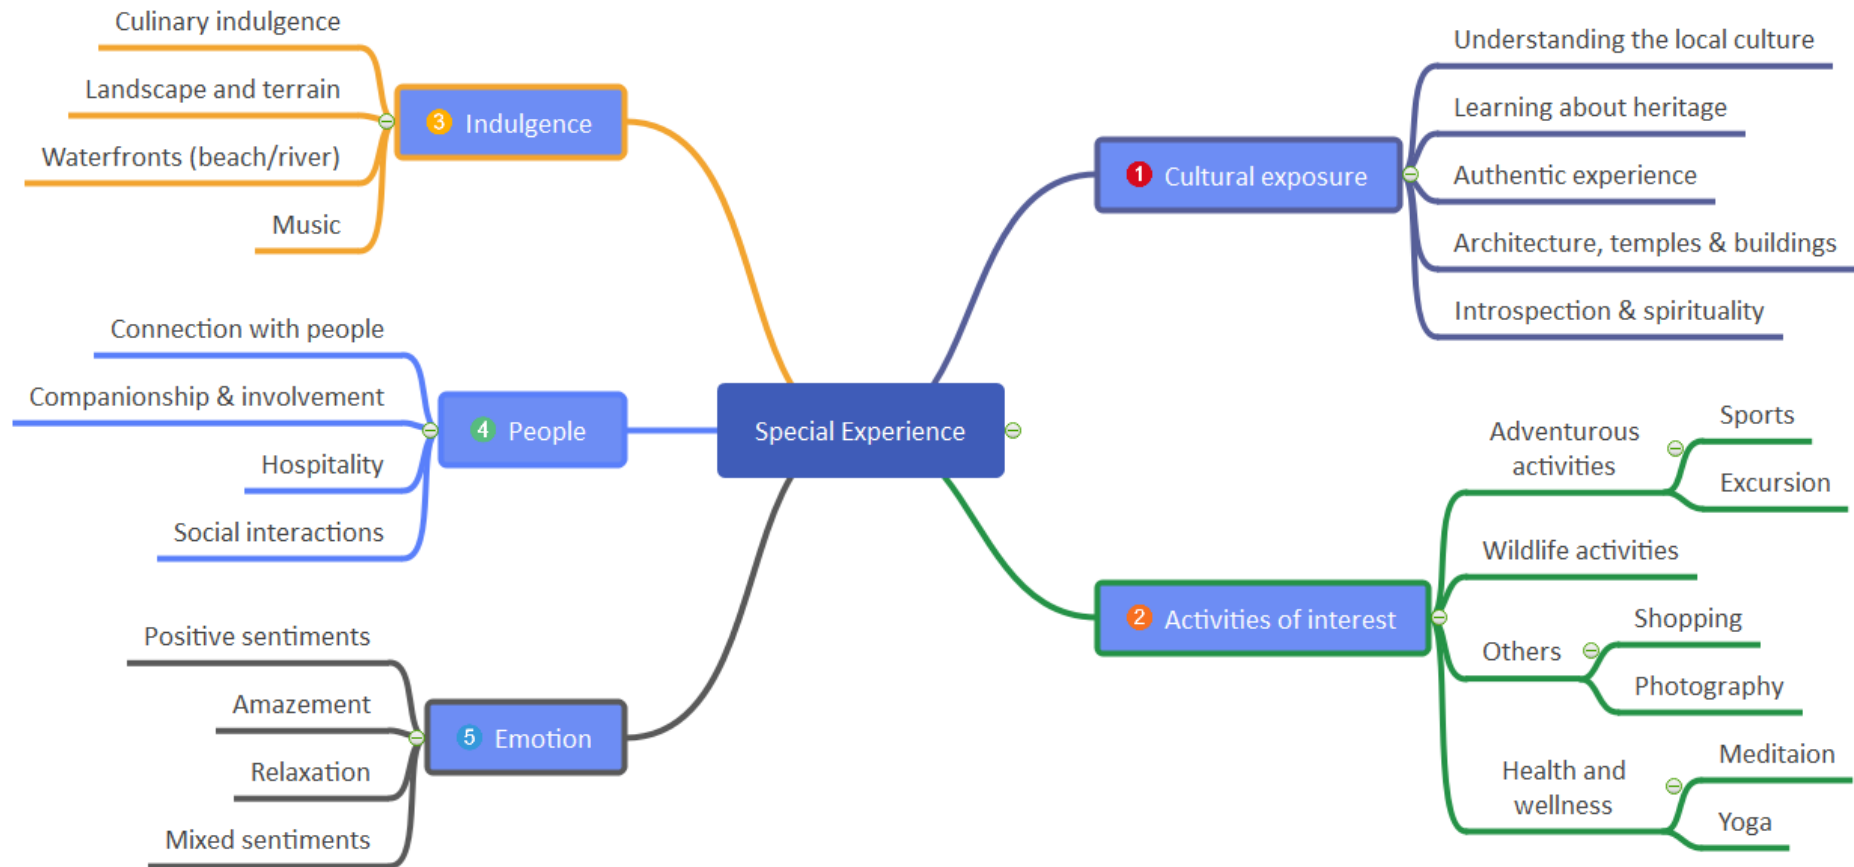 Special Experience
1 Cultural exposure
Understanding the local culture
Learning about heritage
Authentic experience
Architecture, temples & buildings
Introspection & spirituality
2 Activities of interest
Adventurous
activities
Sports
Excursion
Wildlife activities
Others
Shopping
Photography
Health and
wellness
Meditaion
Yoga
3 Indulgence
Culinary indulgence
Landscape and terrain
Waterfronts (beach/river)
Music
4 People
Connection with people
Companionship & involvement
Hospitality
Social interactions
5 Emotion
Positive sentiments
Amazement
Relaxation
Mixed sentiments